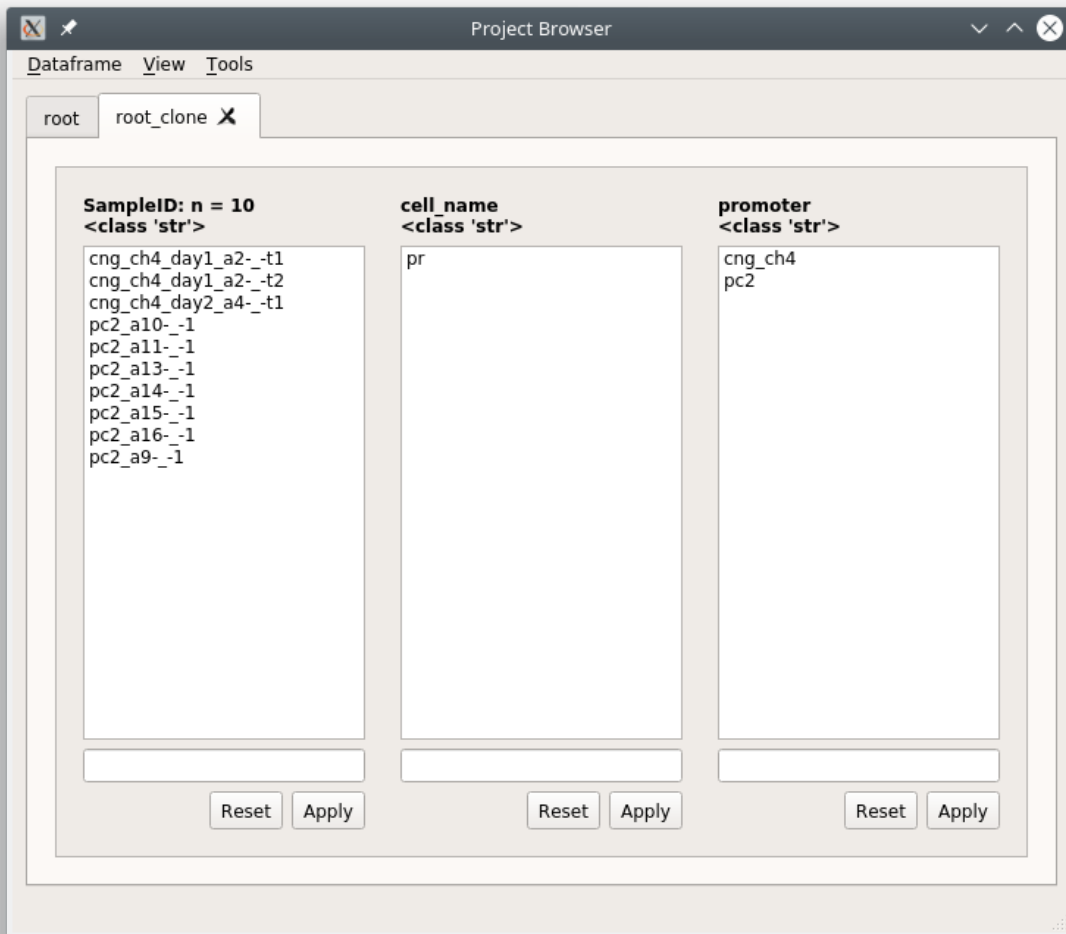 Project Browser
Dataframe View Tools
root root_clone
SampleID: n = 10
<class 'str'>
cng_ch4_day1_a2-_-t1
cng_ch4_day1_a2-_-t2
cng_ch4_day2_a4-_-t1
pc2_a10-_-1
pc2_a11-_-1
pc2_a13-_-1
pc2_a14-_-1
pc2_a15-_-1
pc2_a16-_-1
pc2_a9-_-1
Reset Apply
cell_name
<class 'str'>
pr
Reset Apply
promoter
<class 'str'>
cng_ch4
pc2
Reset Apply